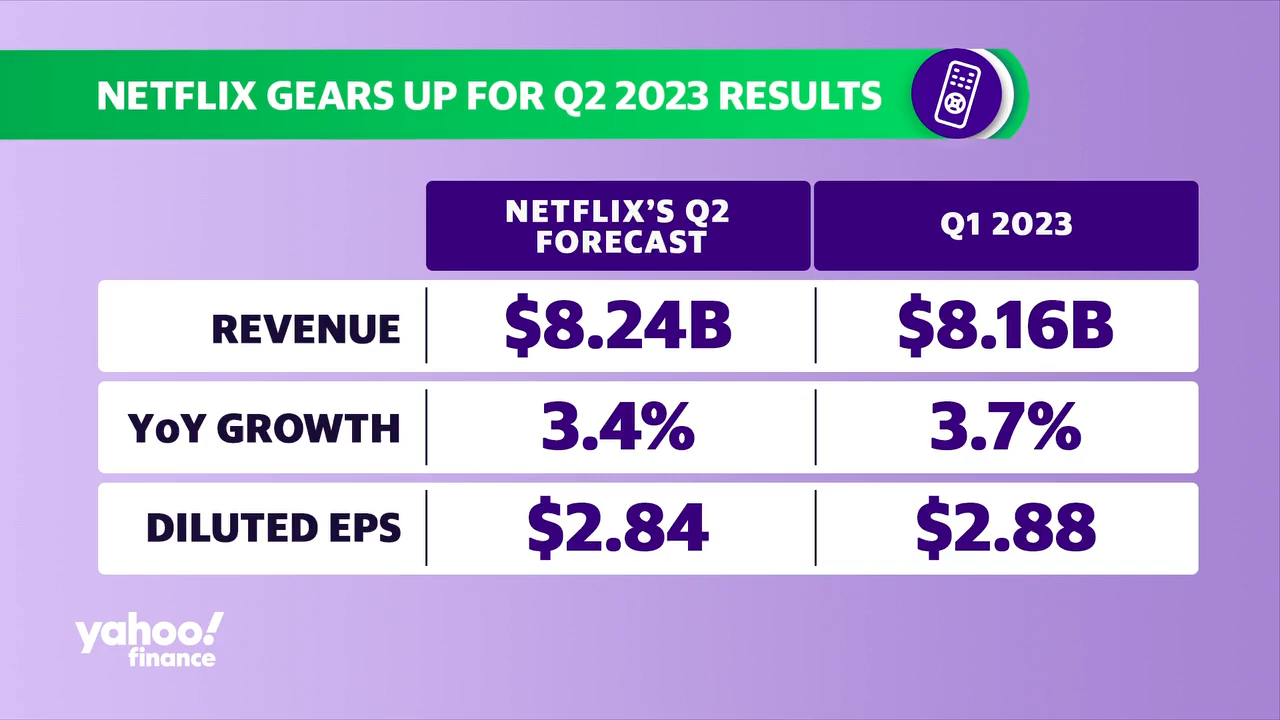 NETFLIX GEARS UP FOR Q2 2023 RESULTS
NETFLIX’S Q2
FORECAST
Q1 2023
REVENUE $8.24B $8.16B
YoY GROWTH 3.4% 3.7%
DILUTED EPS $2.84 $2.88
yahoo!
finance